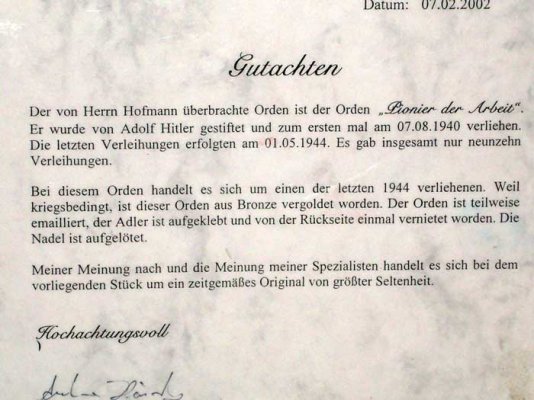 Datum: 07.02.2002
Gutachten
Der von Herrn Hofmann überbrachte Orden ist der Orden „Pionier der Arbeit“.
Er wurde von Adolf Hitler gestiftet und zum ersten mal am 07.08.1940 verliehen.
Die letzten Verleihungen erfolgten am 01.05.1944. Es gab insgesamt nur neunzehn
Verleihungen.
Bei diesem Orden handelt es sich um einen der letzten 1944 verliehenen. Weil
kriegsbedingt, ist dieser Orden aus Bronze vergoldet worden. Der Orden ist teilweise
emailliert, der Adler ist aufgeklebt und von der Rückseite einmal vernietet worden. Die
Nadel ist aufgelötet.
Meiner Meinung nach und die Meinung meiner Spezialisten handelt es sich bei dem
vorliegenden Stück um ein zeitgemäßes Original von größter Seltenheit.
Hochachtungsvoll